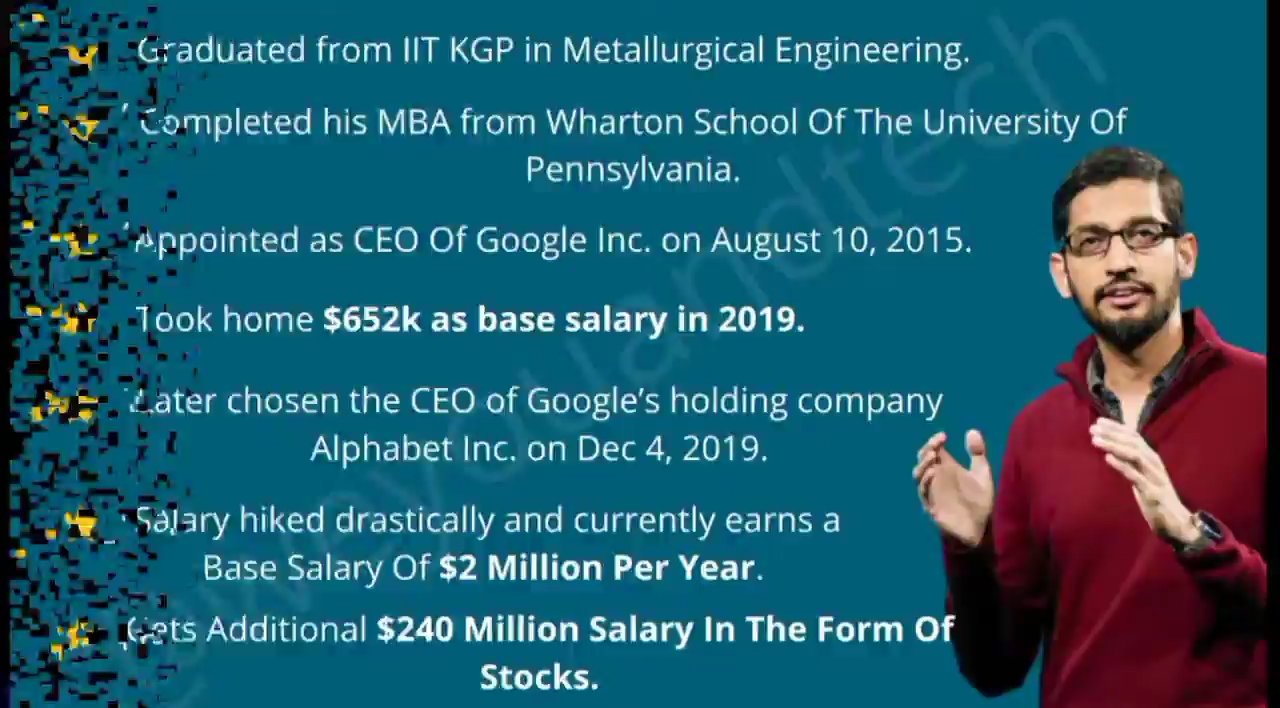 Graduated from IIT KGP in Metallurgical Engineering.
Completed his MBA from Wharton School Of The University Of
Pennsylvania.
Appointed as CEO Of Google Inc. on August 10, 2015.
Took home $652k as base salary in 2019.
Later chosen the CEO of Google's holding company
Alphabet Inc. on Dec 4, 2019.
Salary hiked drastically and currently earns a
Base Salary Of $2 Million Per Year.
Gets Additional $240 Million Salary In The Form Of
Stocks.